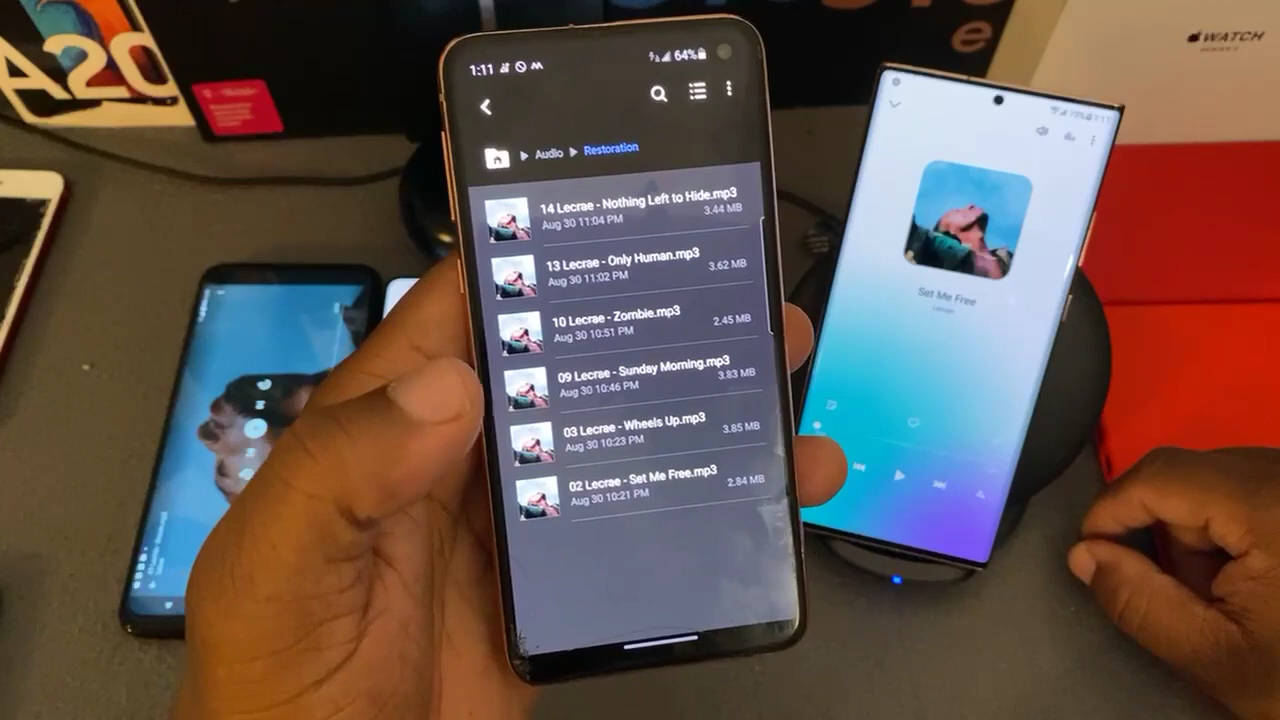 A20
e
WATCH
1:11
64%
Audio
Restoration
14 Lecrae - Nothing Left to Hide.mp3
Aug 30 11:04 PM
3.44 MB
13 Lecrae - Only Human.mp3
Aug 30 11:02 PM
3.62 MB
10 Lecrae - Zombie.mp3
Aug 30 10:51 PM
2.45 MB
09 Lecrae - Sunday Morning.mp3
Aug 30 10:46 PM
3.83 MB
03 Lecrae - Wheels Up.mp3
Aug 30 10:23 PM
3.85 MB
02 Lecrae - Set Me Free.mp3
Aug 30 10:21 PM
2.84 MB
Set Me Free
Lecrae